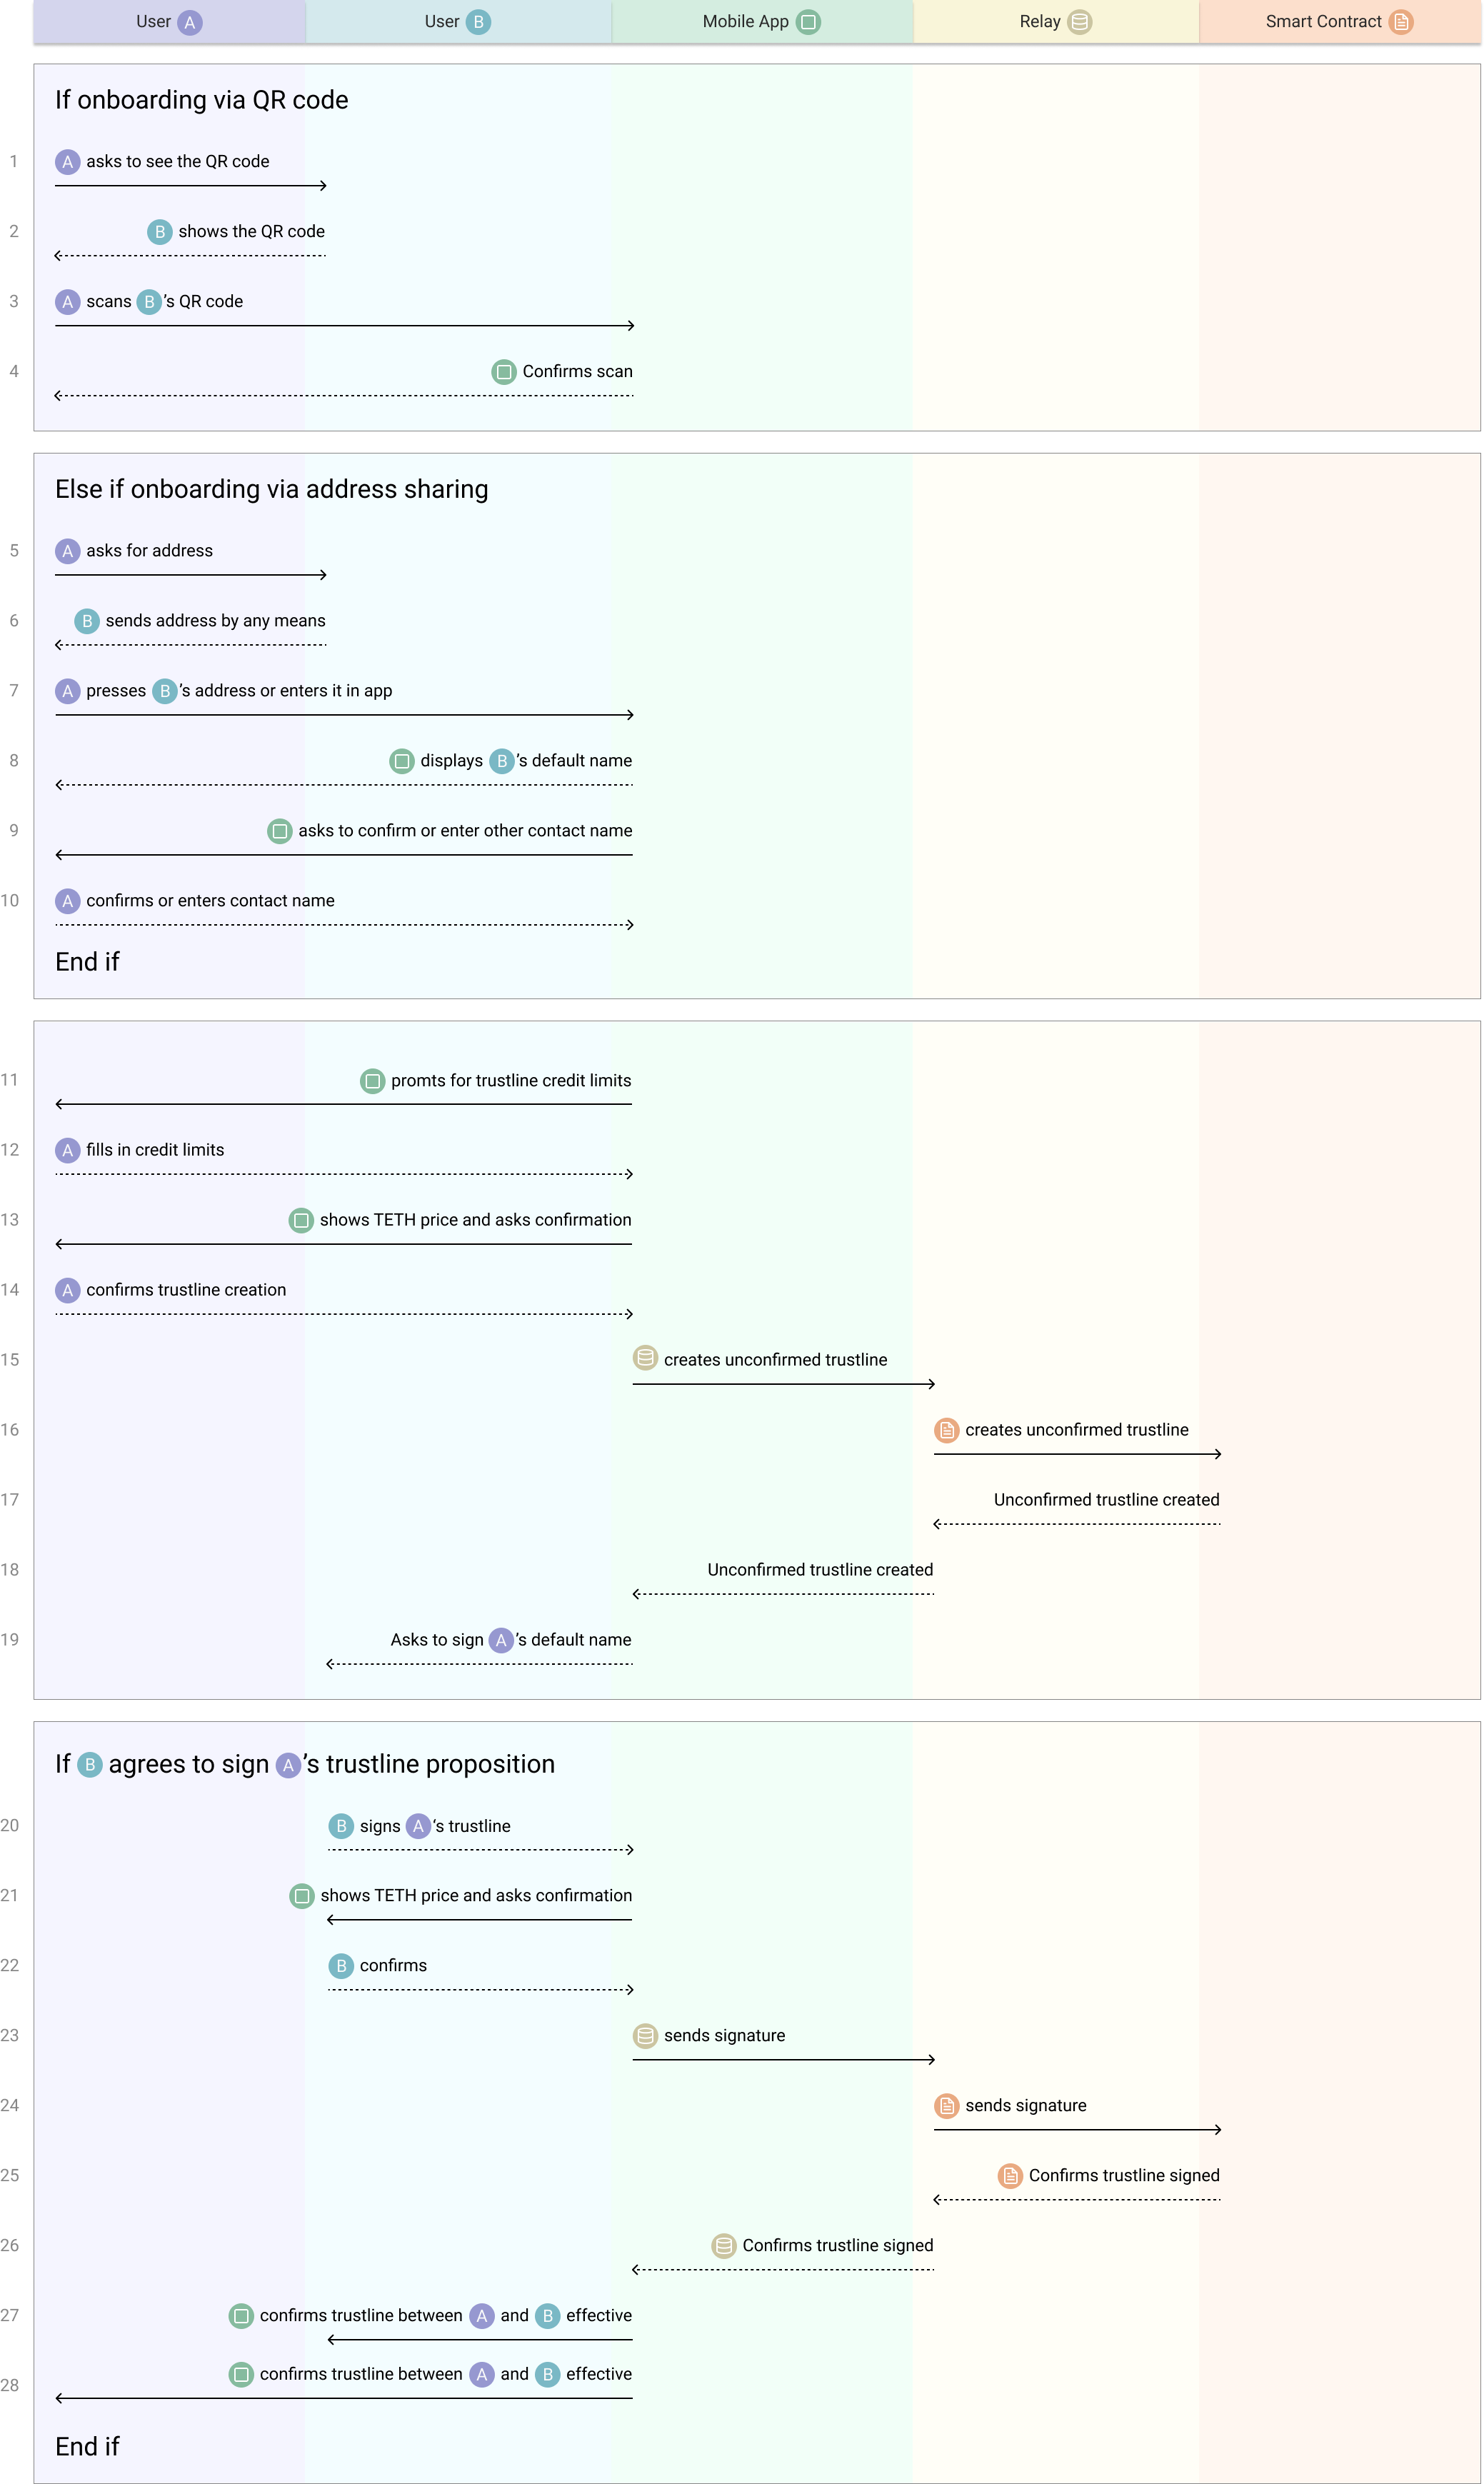 User A User B Mobile App Relay Smart Contract
If onboarding via QR code
1 A asks to see the QR code
2 B shows the QR code
3 A scans B's QR code
4 Confirms scan
Else if onboarding via address sharing
5 A asks for address
6 B sends address by any means
7 A presses B's address or enters it in app
8 displays B's default name
9 asks to confirm or enter other contact name
10 A confirms or enters contact name
End if
11 promts for trustline credit limits
12 A fills in credit limits
13 shows TETH price and asks confirmation
14 A confirms trustline creation
15 creates unconfirmed trustline
16 creates unconfirmed trustline
17 Unconfirmed trustline created
18 Unconfirmed trustline created
19 Asks to sign A's default name
If B agrees to sign A's trustline proposition
20 B signs A's trustline
21 shows TETH price and asks confirmation
22 B confirms
23 sends signature
24 sends signature
25 Confirms trustline signed
26 Confirms trustline signed
27 confirms trustline between A and B effective
28 confirms trustline between A and B effective
End if